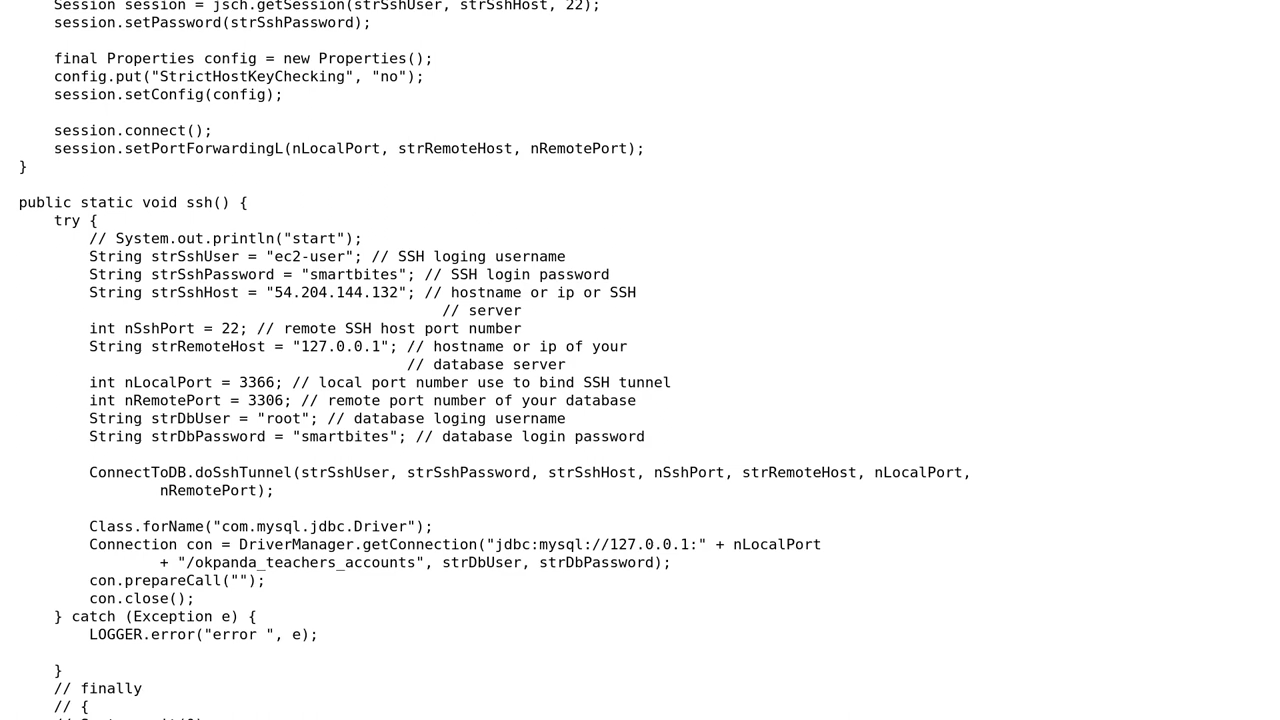 Session session = jsch.getSession(strSshUser, strSshHost, 22);
session.setPassword(strSshPassword);
final Properties config = new Properties();
config.put("StrictHostKeyChecking", "no");
session.setConfig(config);
session.connect();
session.setPortForwardingL(nLocalPort, strRemoteHost, nRemotePort);
}
public static void ssh() {
try {
// System.out.println("start");
String strSshUser = "ec2-user"; // SSH loging username
String strSshPassword = "smartbites"; // SSH login password
String strSshHost = "54.204.144.132"; // hostname or ip or SSH
// server
int nSshPort = 22; // remote SSH host port number
String strRemoteHost = "127.0.0.1"; // hostname or ip of your
// database server
int nLocalPort = 3366; // local port number use to bind SSH tunnel
int nRemotePort = 3306; // remote port number of your database
String strDbUser = "root"; // database loging username
String strDbPassword = "smartbites"; // database login password
ConnectToDB.doSshTunnel(strSshUser, strSshPassword, strSshHost, nSshPort, strRemoteHost, nLocalPort,
nRemotePort);
Class.forName("com.mysql.jdbc.Driver");
Connection con = DriverManager.getConnection("jdbc:mysql://127.0.0.1:" + nLocalPort
+ "/okpanda_teachers_accounts", strDbUser, strDbPassword);
con.prepareCall("");
con.close();
} catch (Exception e) {
LOGGER.error("error ", e);
}
// finally
// {